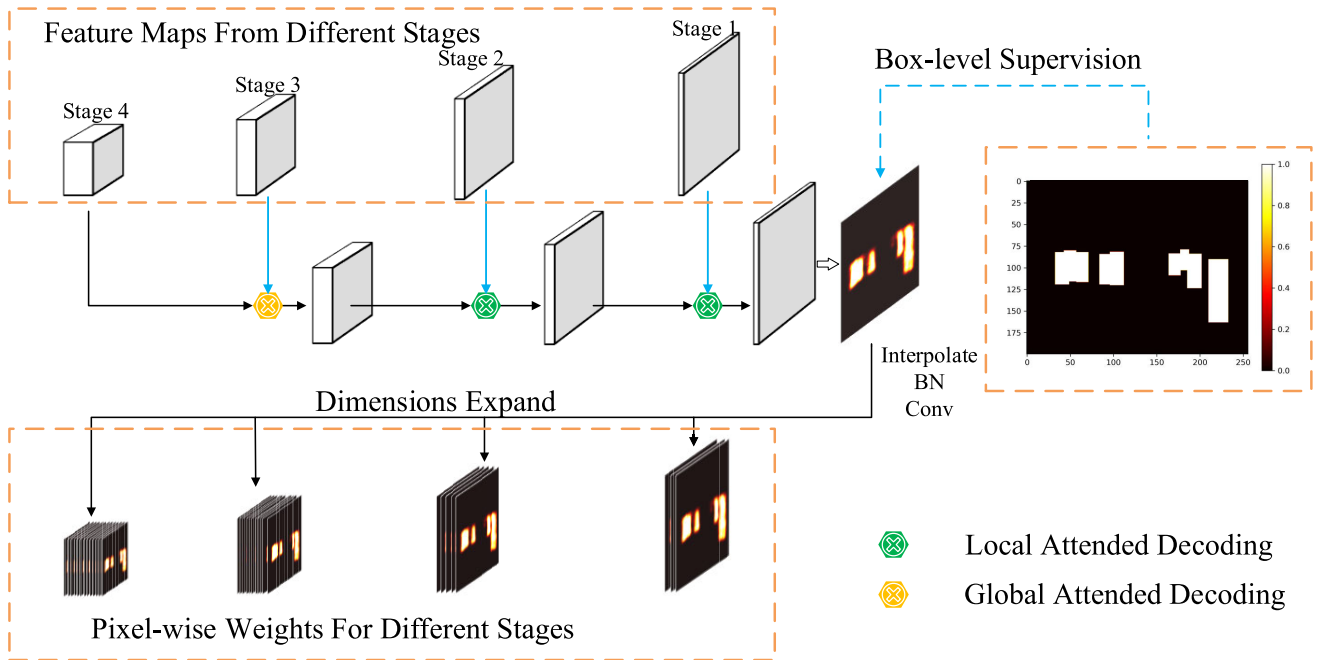 Feature Maps From Different Stages
Stage 4
Stage 3
Stage 2
Stage 1
Box-level Supervision
0
25
50
75
100
125
150
175
0
50
100
150
200
250
1.0
0.8
0.6
0.4
0.2
0.0
Interpolate
BN
Conv
Dimensions Expand
Pixel-wise Weights For Different Stages
Local Attended Decoding
Global Attended Decoding